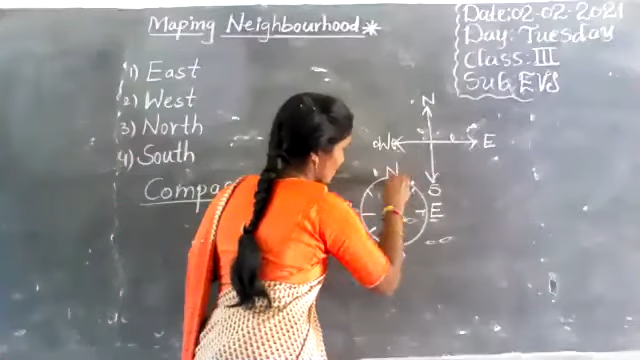 Maping Neighbourhood*
Date: 02-02-2021
Day: Tuesday
Class: III
Sub: EVS
1) East
2) West
3) North
4) South
N
W
E
S
N
E